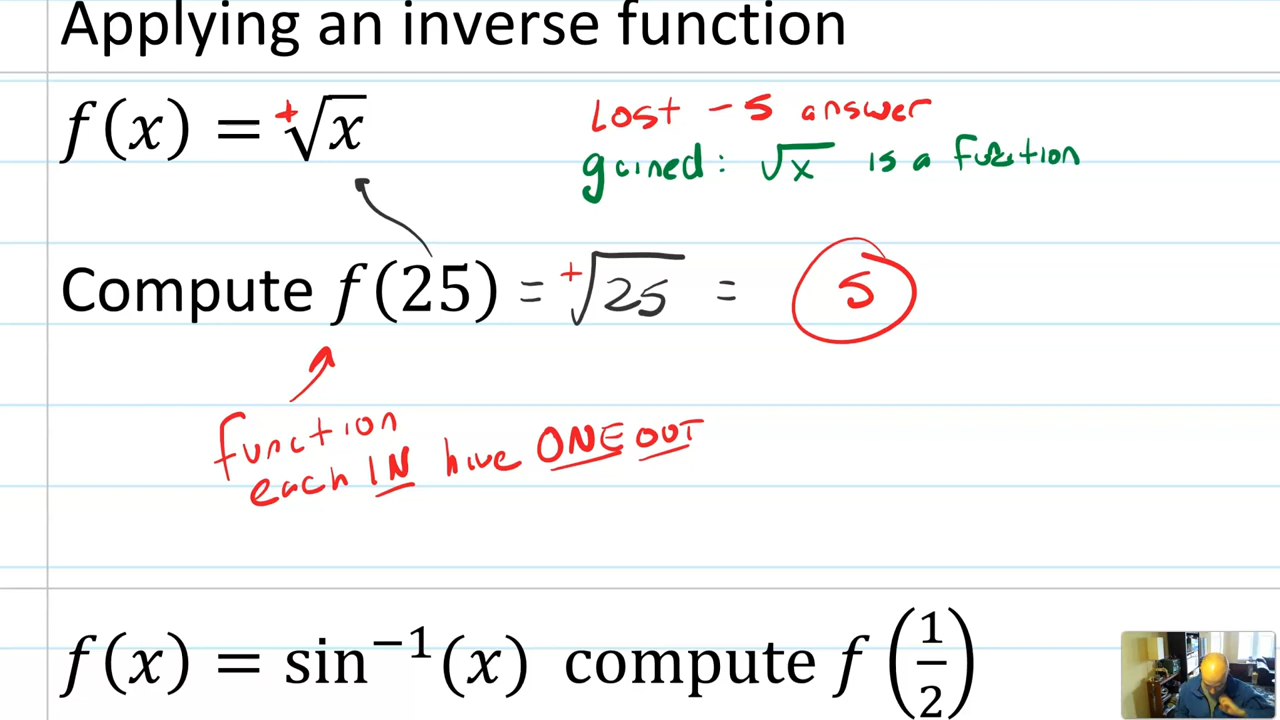 Applying an inverse function
f(x) = +√x
Lost -5 answer
gained: √x is a function
Compute f(25) = +√25 = 5
function
each IN have ONE OUT
f(x) = sin⁻¹(x) compute f(1/2)